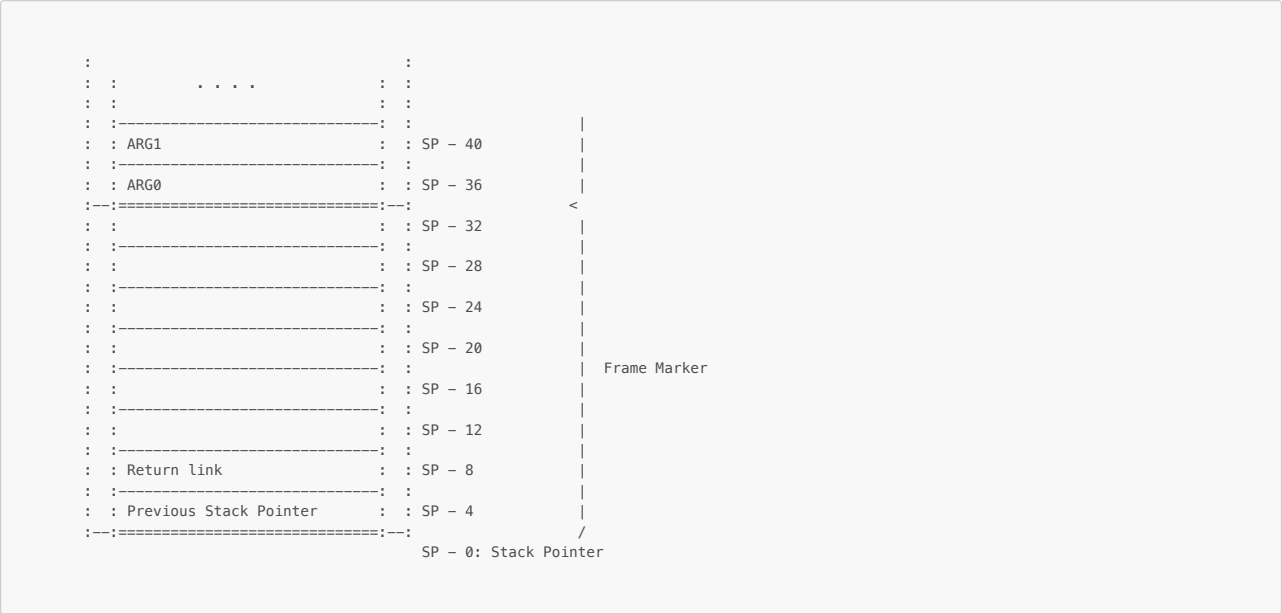 :                                    :
:  :         . . . .              :  :
:  :                              :  :
:  :------------------------------:  :                   |
:  : ARG1                         :  : SP - 40           |
:  :------------------------------:  :                   |
:  : ARG0                         :  : SP - 36           |
:--:==============================:--:                  <
:  :                              :  : SP - 32           |
:  :------------------------------:  :                   |
:  :                              :  : SP - 28           |
:  :------------------------------:  :                   |
:  :                              :  : SP - 24           |
:  :------------------------------:  :                   |
:  :                              :  : SP - 20           |
:  :------------------------------:  :                   |  Frame Marker
:  :                              :  : SP - 16           |
:  :------------------------------:  :                   |
:  :                              :  : SP - 12           |
:  :------------------------------:  :                   |
:  : Return link                  :  : SP - 8            |
:  :------------------------------:  :                   |
:  : Previous Stack Pointer       :  : SP - 4            |
:--:==============================:--:                   /
                                       SP - 0: Stack Pointer